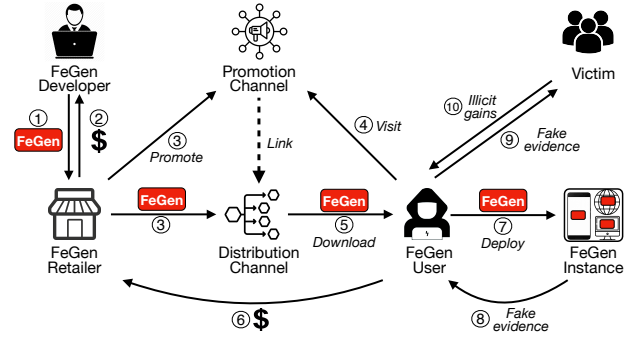 FeGen
Developer
Promotion
Channel
Victim
① ②
FeGen $
③
Promote
Link
④ Visit
⑩ Illicit
gains
⑨ Fake
evidence
FeGen
③
FeGen
⑤
Download
FeGen
⑦
Deploy
FeGen
Retailer
Distribution
Channel
FeGen
User
FeGen
Instance
⑥ $
⑧ Fake
evidence